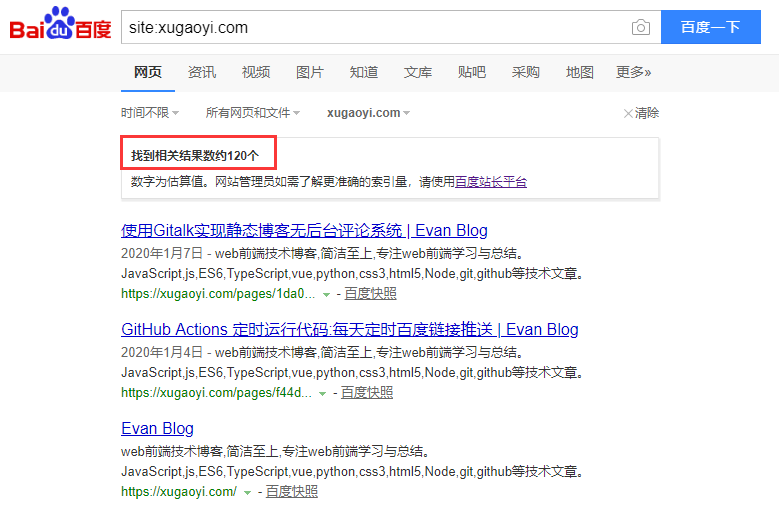 Bai du 百度 site:xugaoyi.com 百度一下
网页 资讯 视频 图片 知道 文库 贴吧 采购 地图 更多»
时间不限 所有网页和文件 xugaoyi.com 清除
找到相关结果数约120个
数字为估算值。网站管理员如需了解更准确的索引量，请使用百度站长平台
使用Gitalk实现静态博客无后台评论系统 | Evan Blog
2020年1月7日 - web前端技术博客,简洁至上,专注web前端学习与总结。
JavaScript,js,ES6,TypeScript,vue,python,css3,html5,Node,git,github等技术文章。
https://xugaoyi.com/pages/1da0... - 百度快照
GitHub Actions 定时运行代码:每天定时百度链接推送 | Evan Blog
2020年1月4日 - web前端技术博客,简洁至上,专注web前端学习与总结。
JavaScript,js,ES6,TypeScript,vue,python,css3,html5,Node,git,github等技术文章。
https://xugaoyi.com/pages/f44d... - 百度快照
Evan Blog
web前端技术博客,简洁至上,专注web前端学习与总结。
JavaScript,js,ES6,TypeScript,vue,python,css3,html5,Node,git,github等技术文章。
https://xugaoyi.com/ - 百度快照